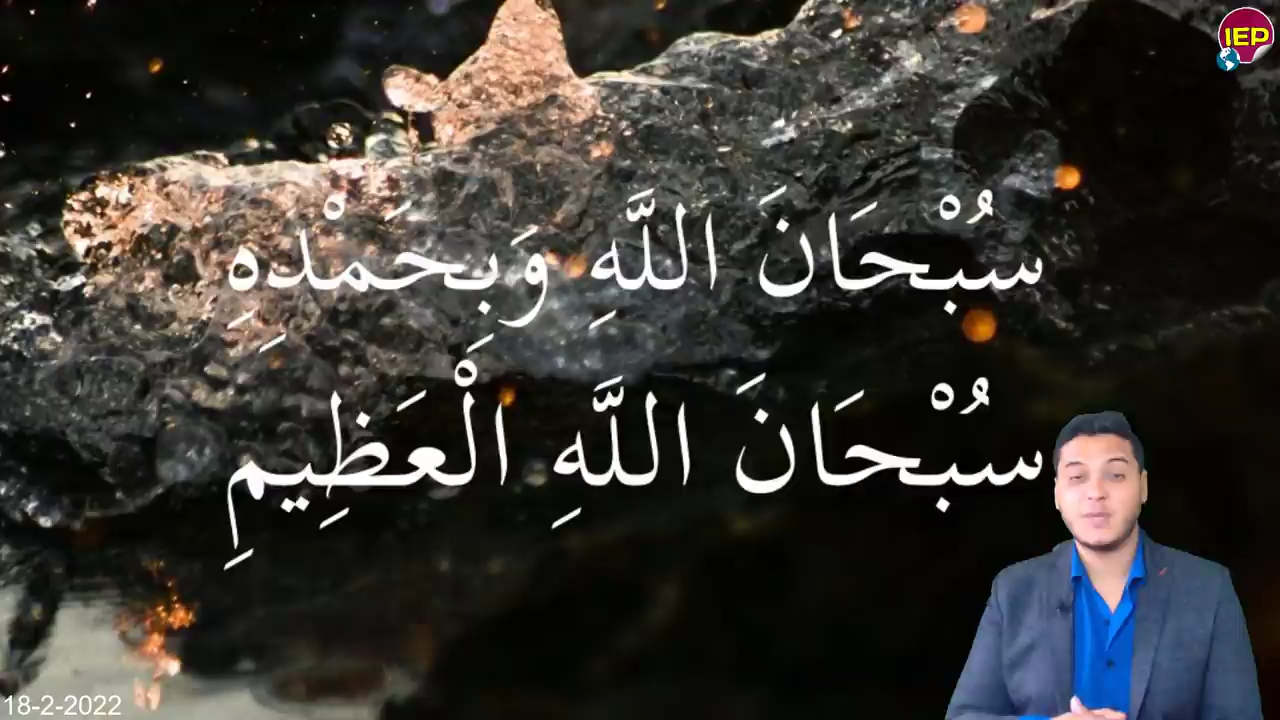 IEP
سُبْحَانَ اللَّهِ وَبِحَمْدِهِ
سُبْحَانَ اللَّهِ الْعَظِيمِ
18-2-2022